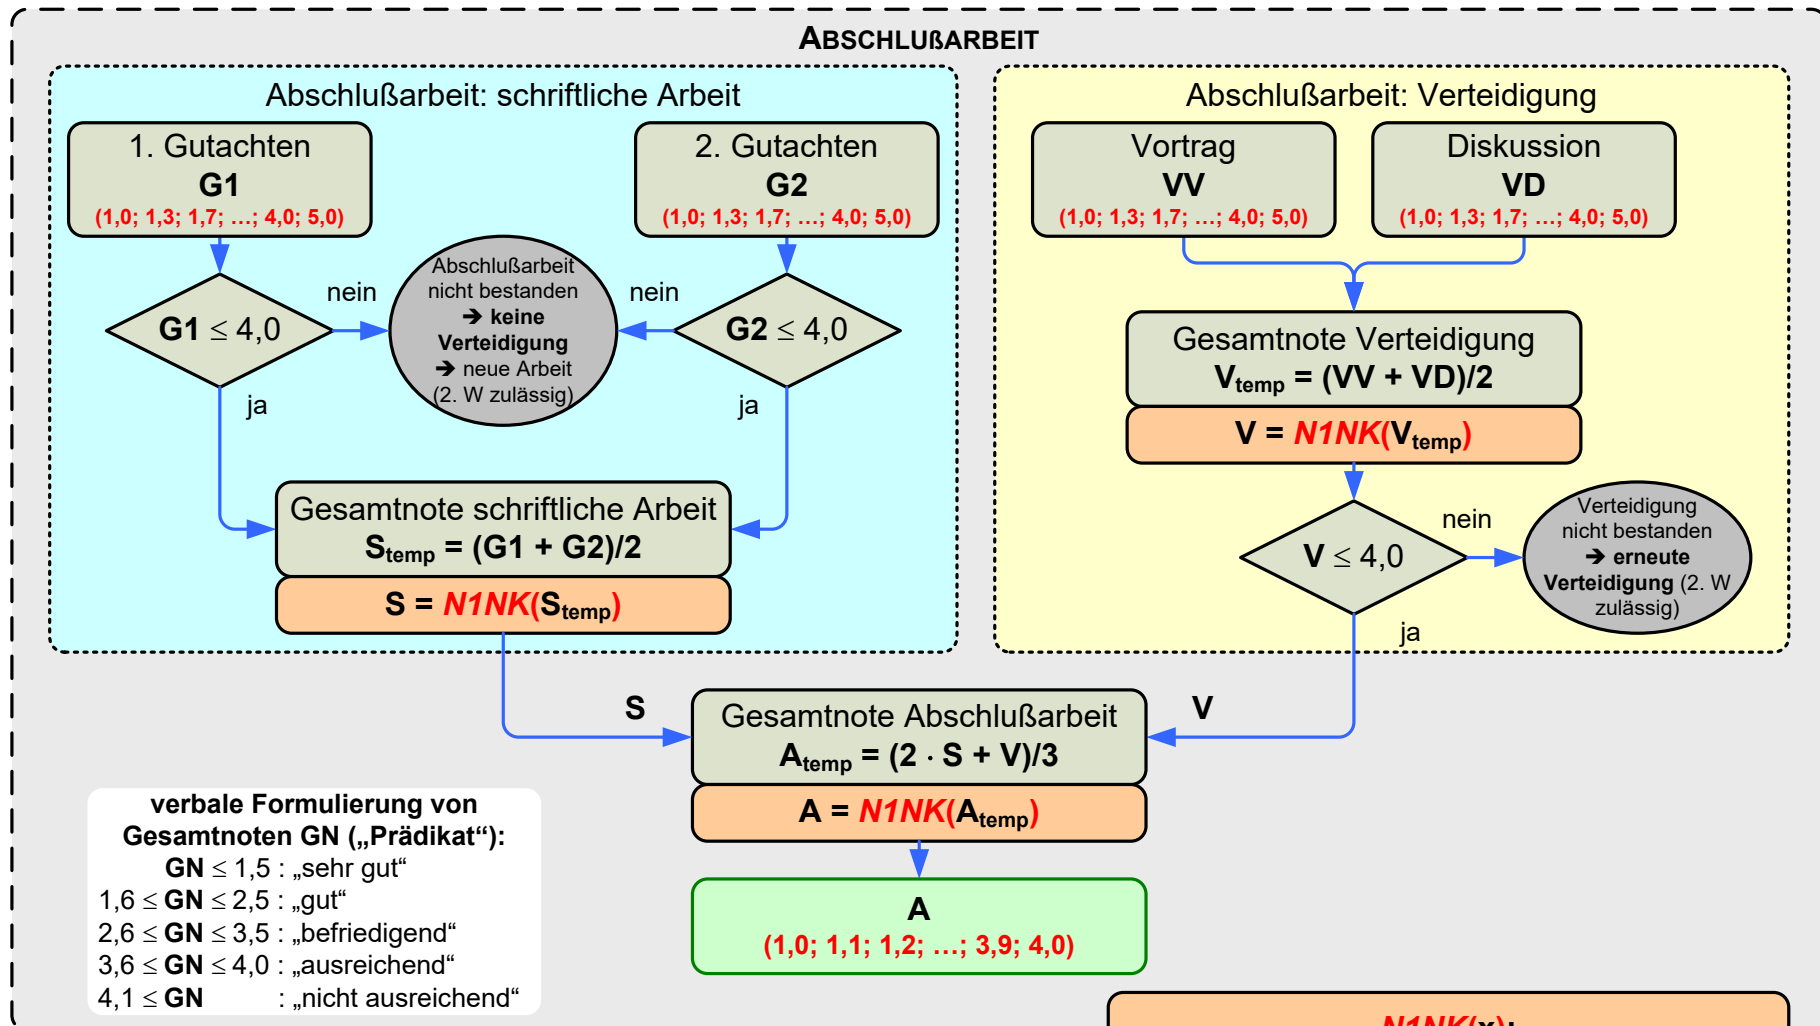 ABSCHLUßARBEIT
Abschlußarbeit: schriftliche Arbeit
1. Gutachten
G1
(1,0; 1,3; 1,7; …; 4,0; 5,0)
2. Gutachten
G2
(1,0; 1,3; 1,7; …; 4,0; 5,0)
G1 ≤ 4,0
nein
Abschlußarbeit
nicht bestanden
➔ keine
Verteidigung
➔ neue Arbeit
(2. W zulässig)
nein
G2 ≤ 4,0
ja
ja
Gesamtnote schriftliche Arbeit
Stemp = (G1 + G2)/2
S = N1NK(Stemp)
Abschlußarbeit: Verteidigung
Vortrag
VV
(1,0; 1,3; 1,7; …; 4,0; 5,0)
Diskussion
VD
(1,0; 1,3; 1,7; …; 4,0; 5,0)
Gesamtnote Verteidigung
Vtemp = (VV + VD)/2
V = N1NK(Vtemp)
V ≤ 4,0
nein
Verteidigung
nicht bestanden
➔ erneute
Verteidigung (2. W
zulässig)
ja
S
V
Gesamtnote Abschlußarbeit
Atemp = (2 · S + V)/3
A = N1NK(Atemp)
A
(1,0; 1,1; 1,2; …; 3,9; 4,0)
verbale Formulierung von
Gesamtnoten GN („Prädikat“):
GN ≤ 1,5 : „sehr gut“
1,6 ≤ GN ≤ 2,5 : „gut“
2,6 ≤ GN ≤ 3,5 : „befriedigend“
3,6 ≤ GN ≤ 4,0 : „ausreichend“
4,1 ≤ GN : „nicht ausreichend“
N1NK(x):